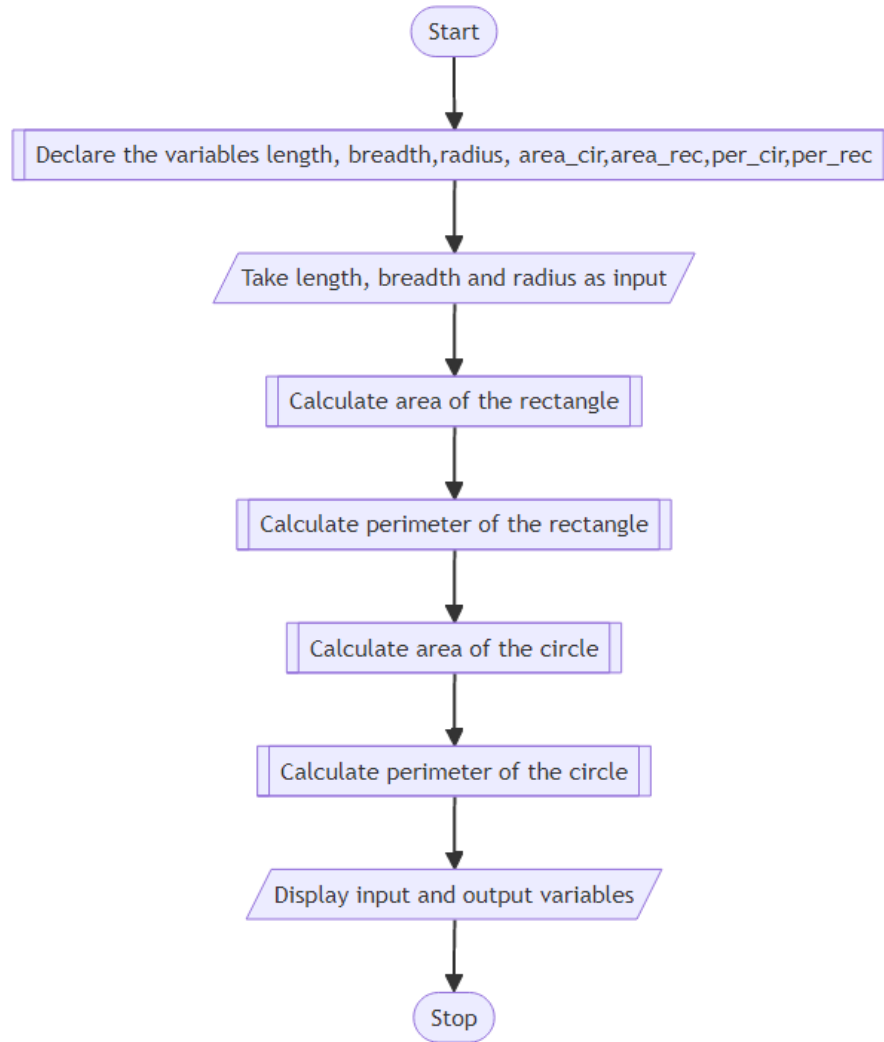 Start
Declare the variables length, breadth,radius, area_cir,area_rec,per_cir,per_rec
Take length, breadth and radius as input
Calculate area of the rectangle
Calculate perimeter of the rectangle
Calculate area of the circle
Calculate perimeter of the circle
Display input and output variables
Stop